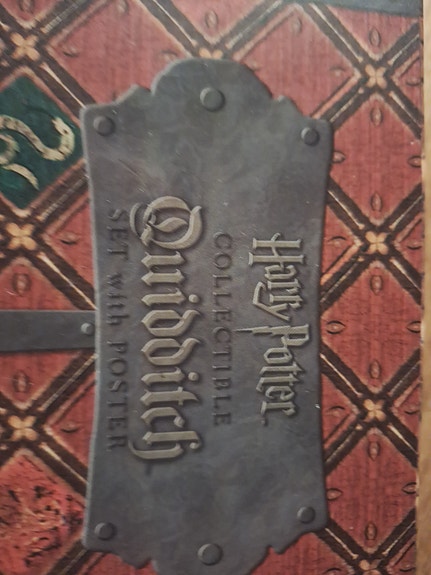 Harry Potter
COLLECTIBLE
Quidditch
SET with POSTER